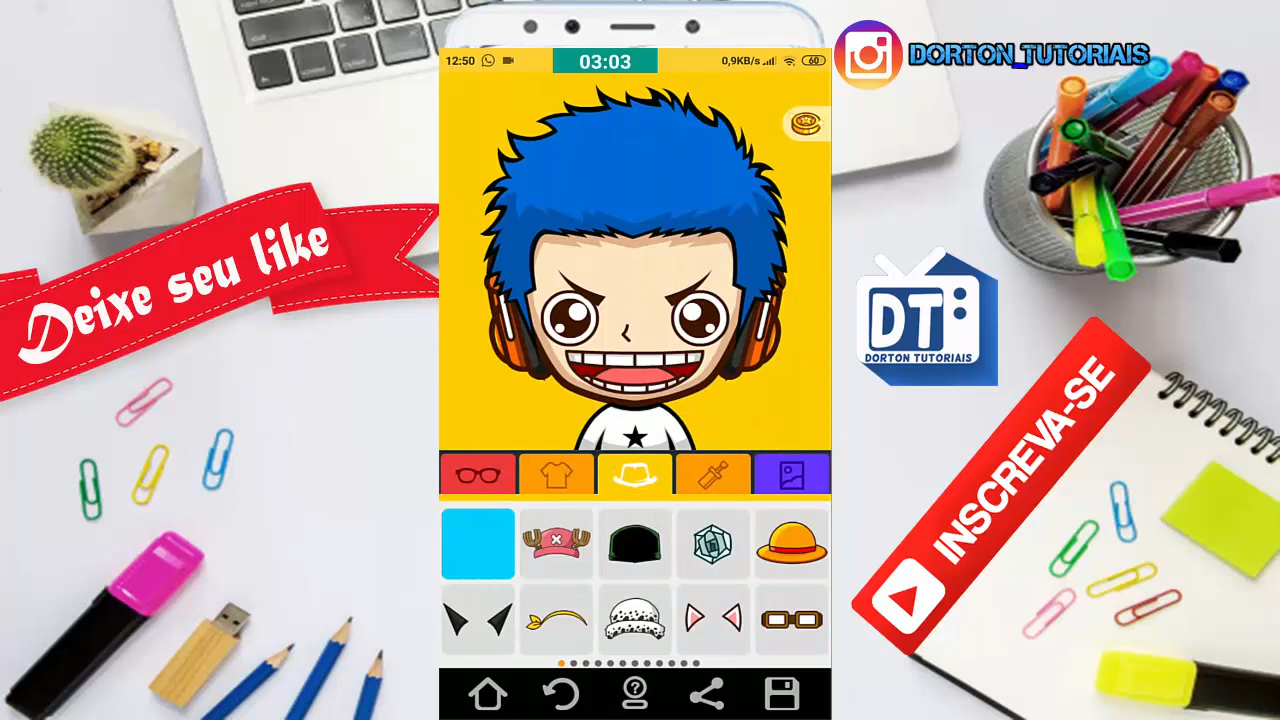 12:50
03:03
0,9KB/s
60
DORTON_TUTORIAIS
Deixe seu like
DT
DORTON TUTORIAIS
INSCREVA-SE